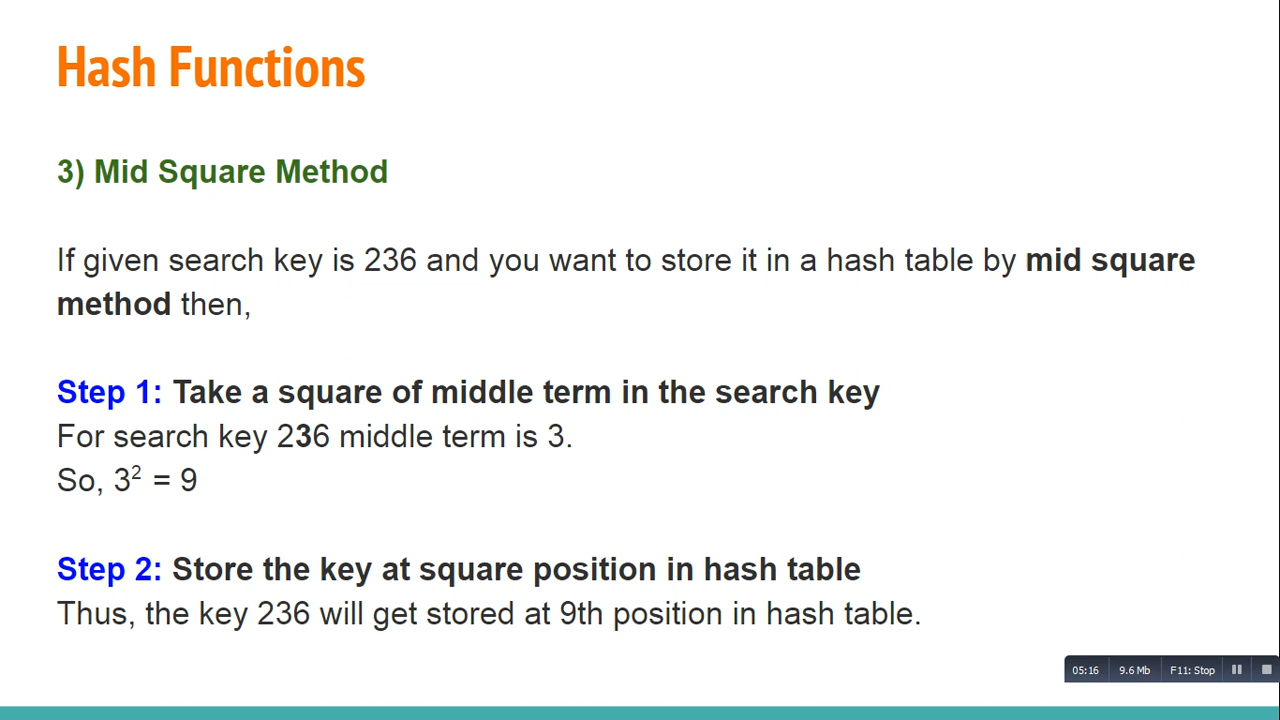 Hash Functions
3) Mid Square Method
If given search key is 236 and you want to store it in a hash table by mid square
method then,
Step 1: Take a square of middle term in the search key
For search key 236 middle term is 3.
So, 3² = 9
Step 2: Store the key at square position in hash table
Thus, the key 236 will get stored at 9th position in hash table.
05:16 9.6 Mb F11: Stop